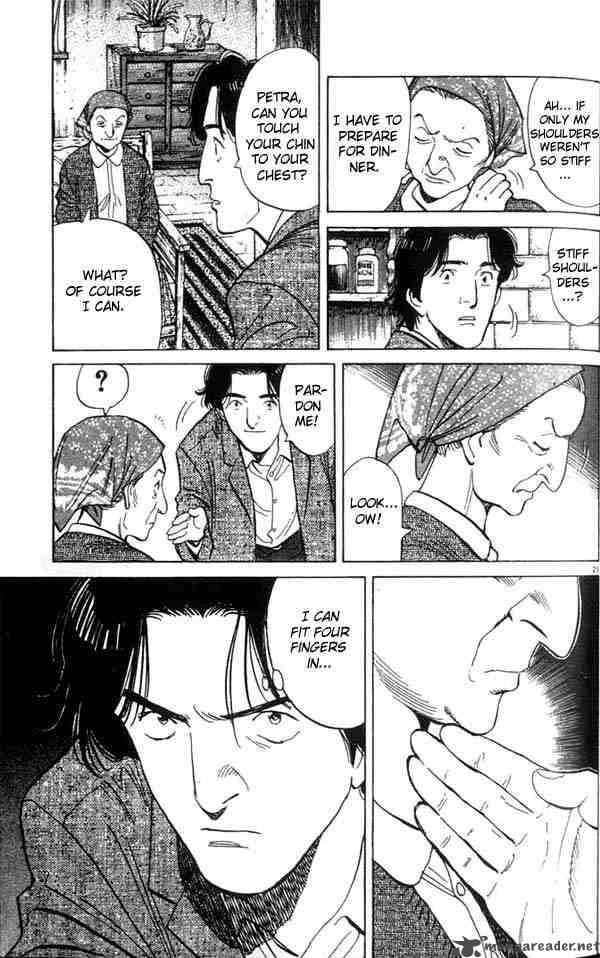 AH... IF
ONLY MY
SHOULDERS
WEREN'T
SO STIFF
...
I HAVE TO
PREPARE
FOR DIN-
NER.
STIFF
SHOUL-
DERS
...?
PETRA,
CAN YOU
TOUCH
YOUR CHIN
TO YOUR
CHEST?
WHAT?
OF COURSE
I CAN.
LOOK...
OW!
PAR-
DON
ME!
?
21
I CAN
FIT FOUR
FINGERS
IN...
mangareader.net